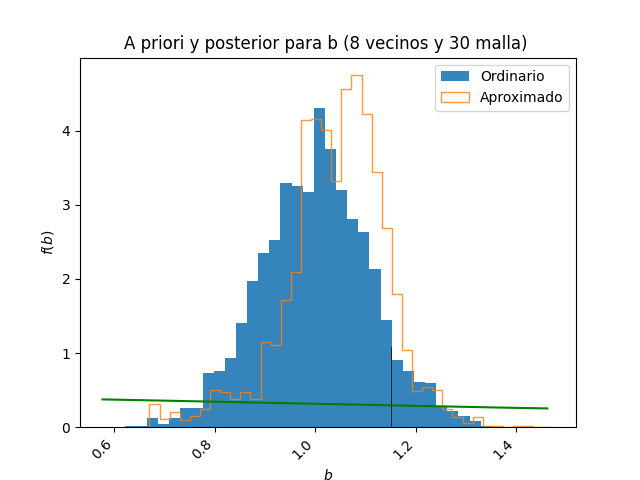 A priori y posterior para b (8 vecinos y 30 malla)
Ordinario
Aproximado
f(b)
4
3
2
1
0
0.6
0.8
1.0
1.2
1.4
b